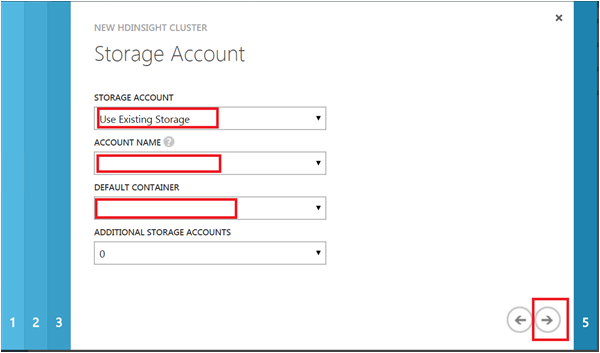 NEW HDINSIGHT CLUSTER
Storage Account
STORAGE ACCOUNT
Use Existing Storage
ACCOUNT NAME ?
DEFAULT CONTAINER
ADDITIONAL STORAGE ACCOUNTS
0
1 2 3 5